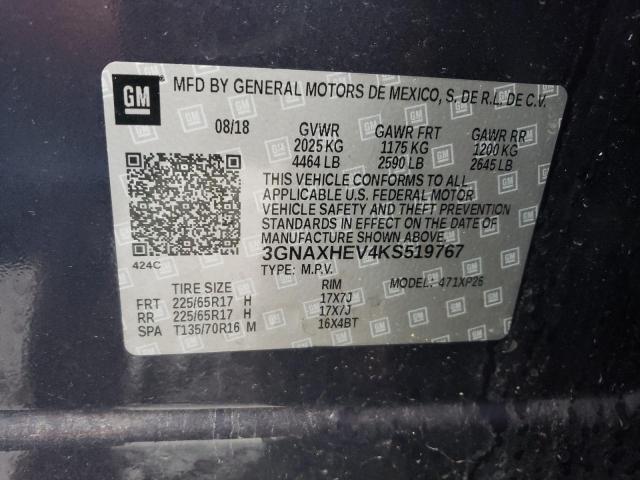 GM
MFD BY GENERAL MOTORS DE MEXICO, S. DE R.L. DE C.V.
08/18 GVWR GAWR FRT GAWR RR
2025 KG 1175 KG 1200 KG
4464 LB 2590 LB 2645 LB
THIS VEHICLE CONFORMS TO ALL
APPLICABLE U.S. FEDERAL MOTOR
VEHICLE SAFETY AND THEFT PREVENTION
STANDARDS IN EFFECT ON THE DATE OF
MANUFACTURE SHOWN ABOVE.
424C 3GNAXHEV4KS519767
TYPE: M.P.V.
TIRE SIZE RIM MODEL: 471XP26
FRT 225/65R17 H 17X7J
RR 225/65R17 H 17X7J
SPA T135/70R16 M 16X4BT